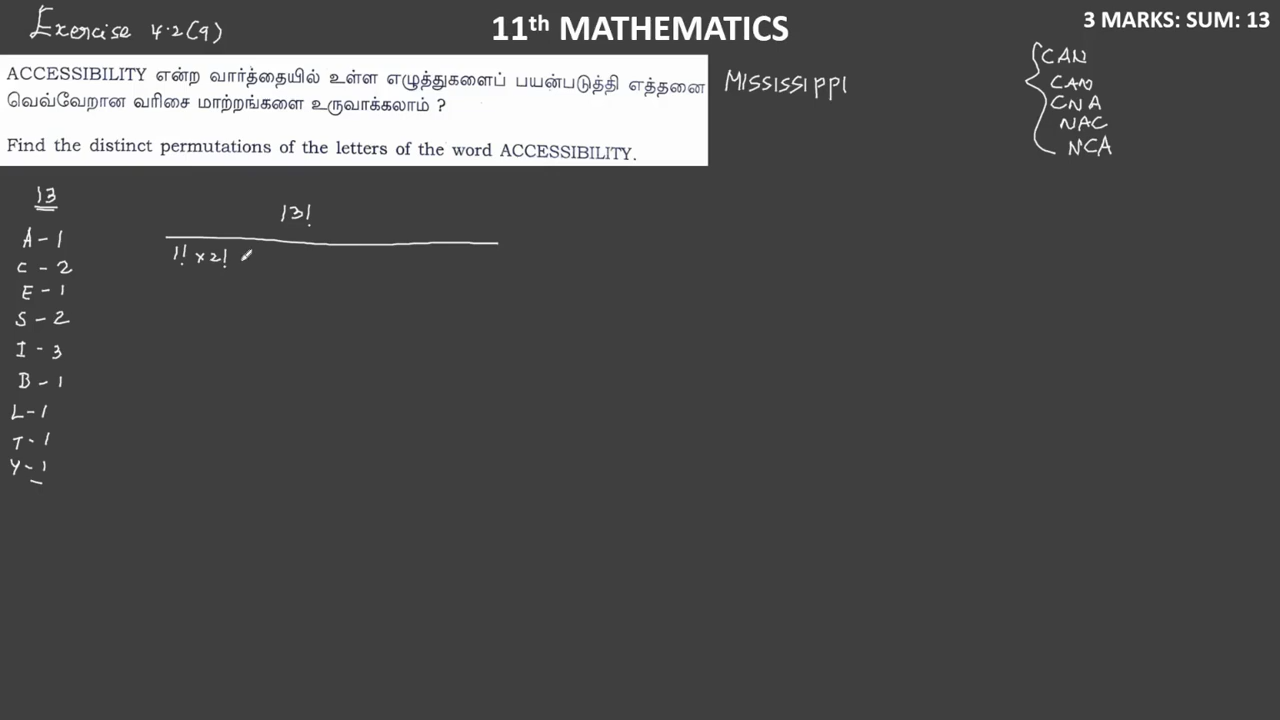 Exercise 4.2(9)
11th MATHEMATICS
3 MARKS: SUM: 13
ACCESSIBILITY என்ற வார்த்தையில் உள்ள எழுத்துகளைப் பயன்படுத்தி எத்தனை
வெவ்வேறான வரிசை மாற்றங்களை உருவாக்கலாம் ?
Find the distinct permutations of the letters of the word ACCESSIBILITY.
MISSISSIPPI
CAN
CAN
CNA
NAC
NCA
13
A - 1
C - 2
E - 1
S - 2
I - 3
B - 1
L - 1
T - 1
Y - 1
13!
1! × 2!